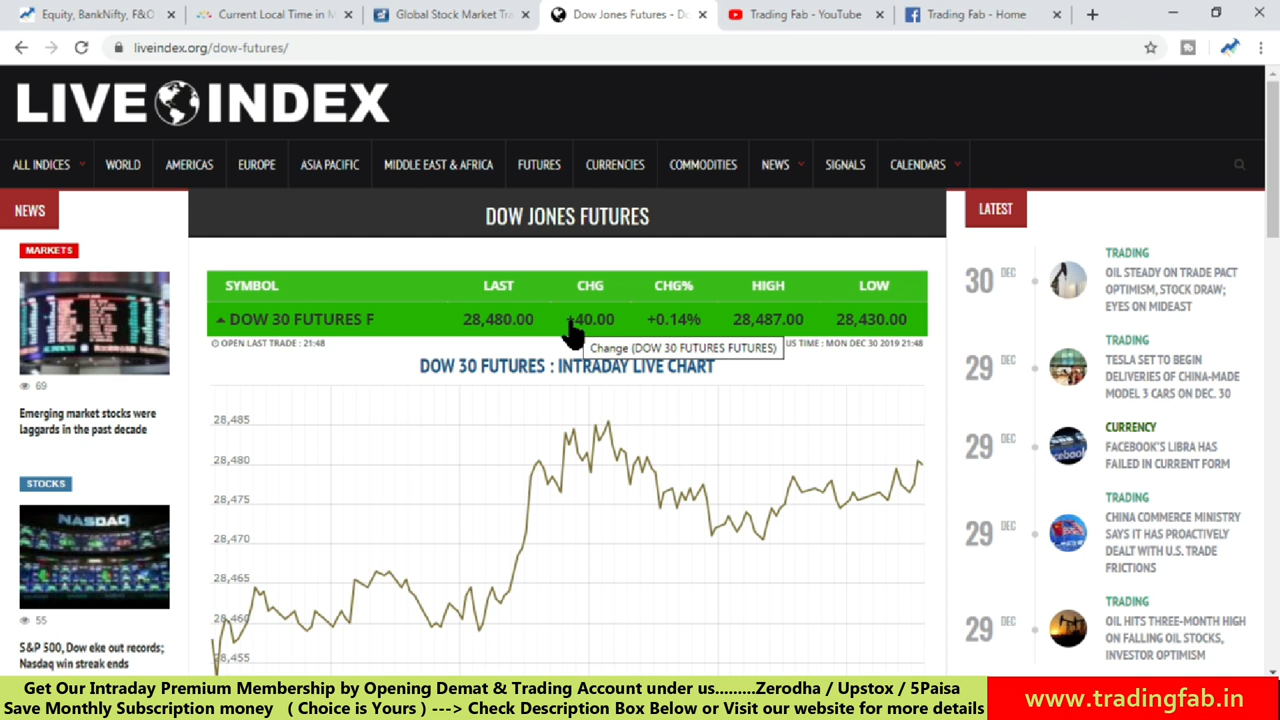 Equity, BankNifty, F&O
Current Local Time in
Global Stock Market Tra
Dow Jones Futures - Do
Trading Fab - YouTube
Trading Fab - Home
liveindex.org/dow-futures/
LIVE INDEX
ALL INDICES
WORLD
AMERICAS
EUROPE
ASIA PACIFIC
MIDDLE EAST & AFRICA
FUTURES
CURRENCIES
COMMODITIES
NEWS
SIGNALS
CALENDARS
NEWS
MARKETS
69
Emerging market stocks were
laggards in the past decade
STOCKS
NASDAQ
55
S&P 500, Dow eke out records;
Nasdaq win streak ends
DOW JONES FUTURES
SYMBOL LAST CHG CHG% HIGH LOW
DOW 30 FUTURES F 28,480.00 +40.00 +0.14% 28,487.00 28,430.00
OPEN LAST TRADE : 21:48
US TIME : MON DEC 30 2019 21:48
Change (DOW 30 FUTURES FUTURES)
DOW 30 FUTURES : INTRADAY LIVE CHART
28,485
28,480
28,475
28,470
28,465
28,460
28,455
LATEST
30 DEC
TRADING
OIL STEADY ON TRADE PACT
OPTIMISM, STOCK DRAW;
EYES ON MIDEAST
29 DEC
TRADING
TESLA SET TO BEGIN
DELIVERIES OF CHINA-MADE
MODEL 3 CARS ON DEC. 30
29 DEC
CURRENCY
FACEBOOK'S LIBRA HAS
FAILED IN CURRENT FORM
29 DEC
TRADING
CHINA COMMERCE MINISTRY
SAYS IT HAS PROACTIVELY
DEALT WITH U.S. TRADE
FRICTIONS
29 DEC
TRADING
OIL HITS THREE-MONTH HIGH
ON FALLING OIL STOCKS,
INVESTOR OPTIMISM
Get Our Intraday Premium Membership by Opening Demat & Trading Account under us.........Zerodha / Upstox / 5Paisa
Save Monthly Subscription money ( Choice is Yours ) ---> Check Description Box Below or Visit our website for more details
www.tradingfab.in